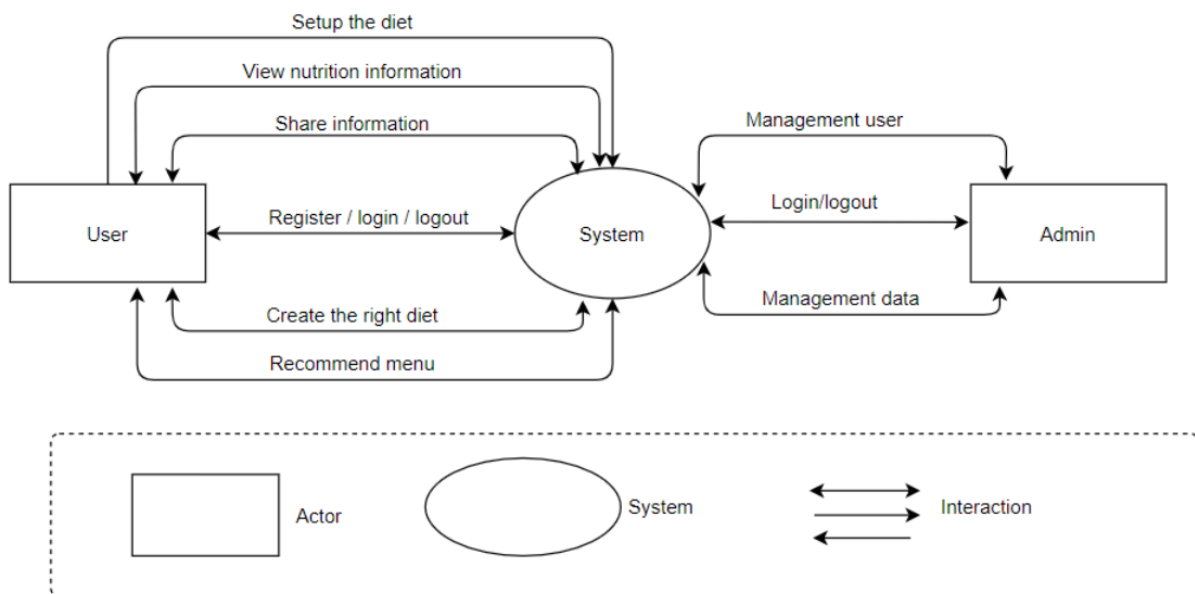 Setup the diet
View nutrition information
Share information
Management user
User
Register / login / logout
System
Login/logout
Admin
Create the right diet
Management data
Recommend menu
Actor
System
Interaction